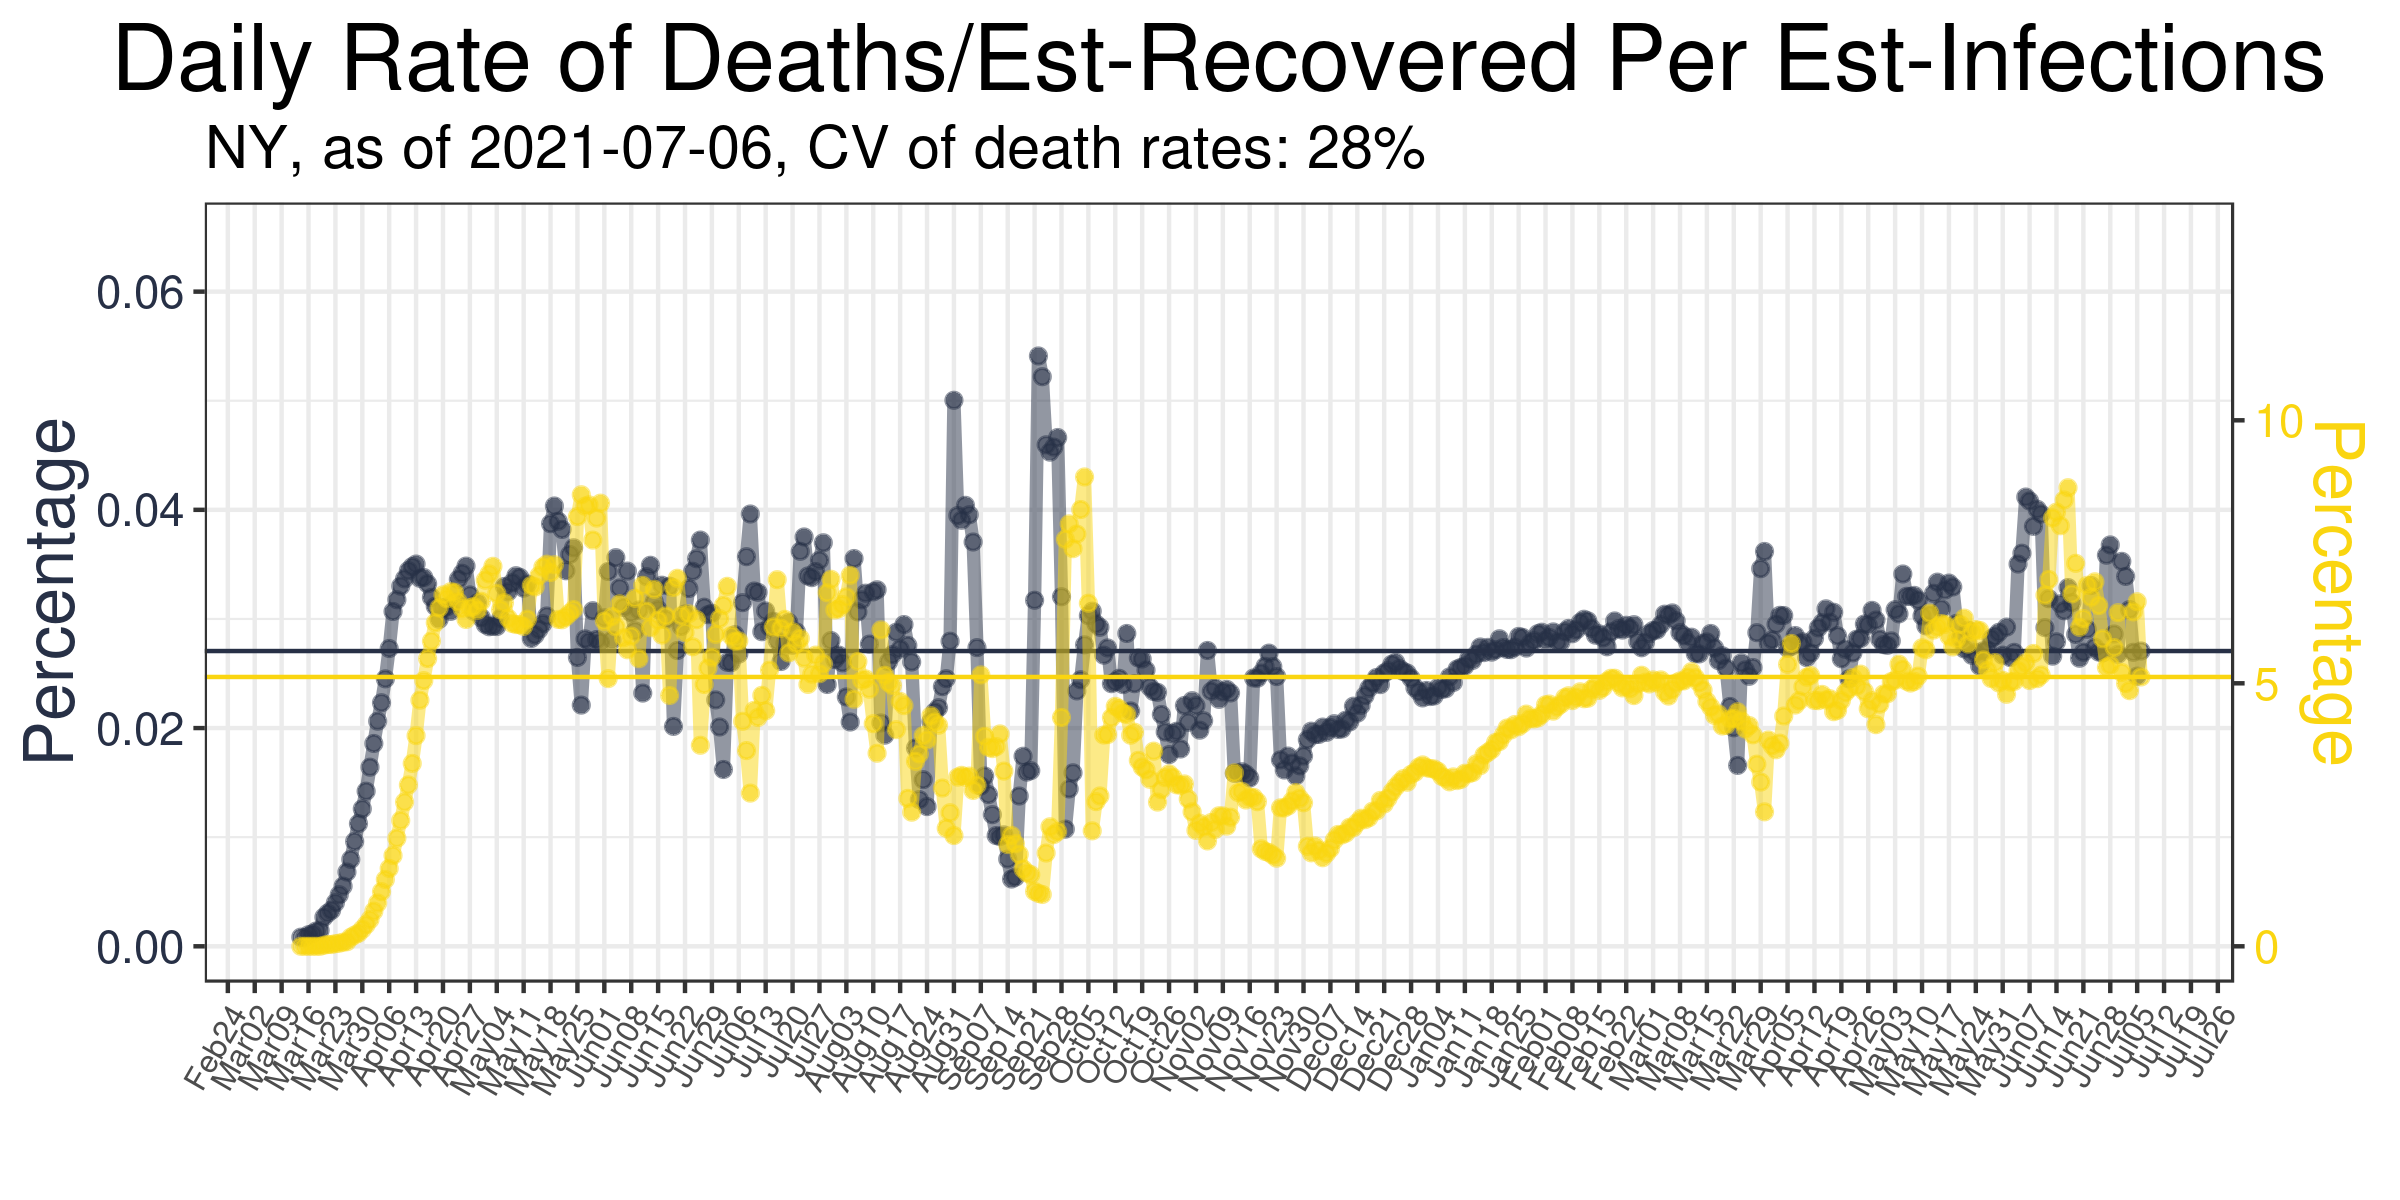 Daily Rate of Deaths/Est-Recovered Per Est-Infections
NY, as of 2021-07-06, CV of death rates: 28%
Percentage
0.06
0.04
0.02
0.00
10
5
0
Percentage
Feb24
Mar02
Mar09
Mar16
Mar23
Mar30
Apr06
Apr13
Apr20
Apr27
May04
May11
May18
May25
Jun01
Jun08
Jun15
Jun22
Jun29
Jul06
Jul13
Jul20
Jul27
Aug03
Aug10
Aug17
Aug24
Aug31
Sep07
Sep14
Sep21
Sep28
Oct05
Oct12
Oct19
Oct26
Nov02
Nov09
Nov16
Nov23
Nov30
Dec07
Dec14
Dec21
Dec28
Jan04
Jan11
Jan18
Jan25
Feb01
Feb08
Feb15
Feb22
Mar01
Mar08
Mar15
Mar22
Mar29
Apr05
Apr12
Apr19
Apr26
May03
May10
May17
May24
May31
Jun07
Jun14
Jun21
Jun28
Jul05
Jul12
Jul19
Jul26